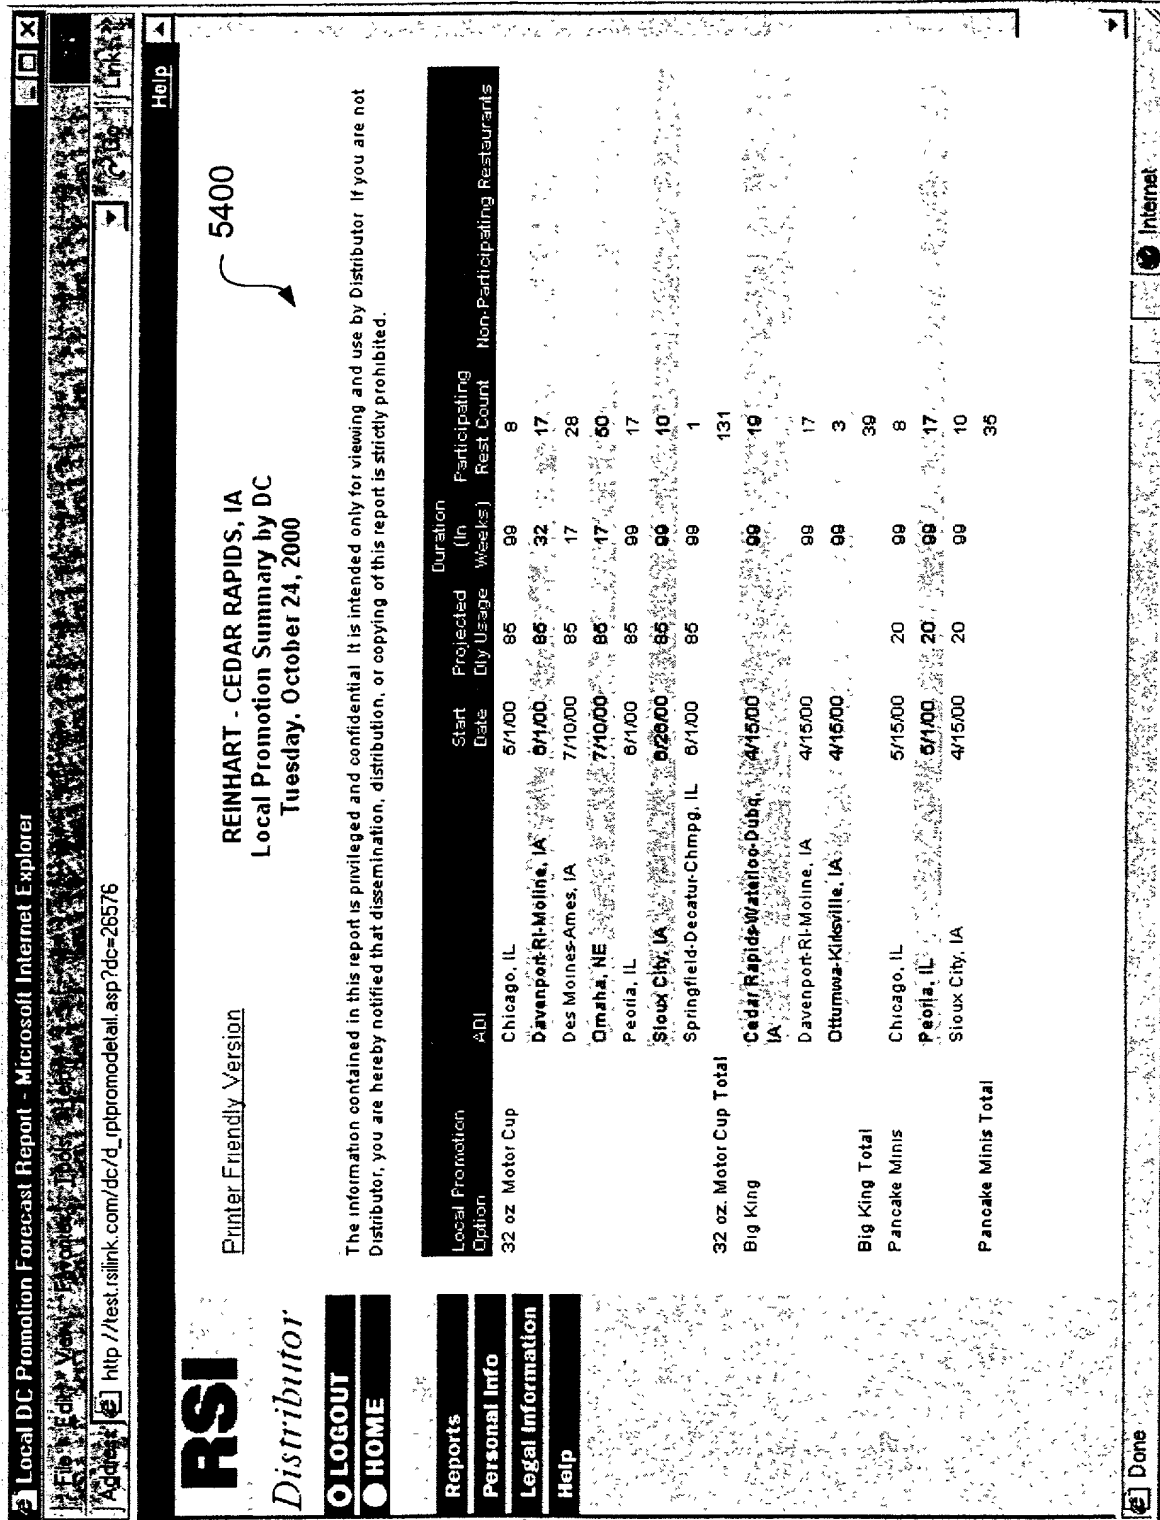 Local DC Promotion Forecast Report - Microsoft Internet Explorer
File Edit View Favorites Tools Help
Address http //test.rsilink.com/dc/d_rptpromodetail.asp?dc=26576 Go Links
Help
RSI
Distributor
LOGOUT
HOME
Reports
Personal Info
Legal Information
Help
Printer Friendly Version
REINHART - CEDAR RAPIDS, IA
Local Promotion Summary by DC
Tuesday, October 24, 2000
5400
The information contained in this report is privileged and confidential It is intended only for viewing and use by Distributor If you are not
Distributor, you are hereby notified that dissemination, distribution, or copying of this report is strictly prohibited.
Local Promotion Option ADI Start Date Projected Dly Usage Duration (In Weeks) Participating Rest Count Non-Participating Restaurants
32 oz Motor Cup Chicago, IL 5/1/00 85 99 8
Davenport-RI-Moline, IA 6/1/00 85 32 17
Des Moines-Ames, IA 7/10/00 85 17 28
Omaha, NE 7/10/00 85 17 50
Peoria, IL 6/1/00 85 99 17
Sioux City, IA 85 99 10
Springfield-Decatur-Chmpg, IL 6/1/00 85 99 1
32 oz. Motor Cup Total 131
Big King Cedar Rapids-Waterloo-Dubq, IA 4/15/00 99 19
Davenport-RI-Moline, IA 4/15/00 99 17
Ottumwa-Kirksville, IA 4/15/00 99 3
Big King Total 39
Pancake Minis Chicago, IL 5/15/00 20 99 8
Peoria, IL 5/1/00 20 99 17
Sioux City, IA 4/15/00 20 99 10
Pancake Minis Total 35
Done
Internet